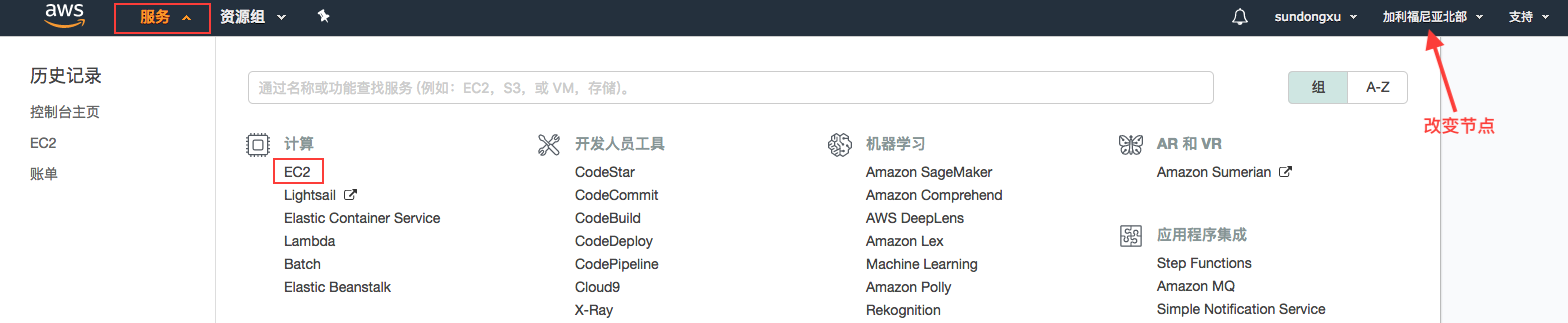 aws 服务 资源组 sundongxu 加利福尼亚北部 支持
历史记录
控制台主页
EC2
账单
通过名称或功能查找服务 (例如：EC2，S3，或 VM，存储)。
组 A-Z
改变节点
计算
EC2
Lightsail
Elastic Container Service
Lambda
Batch
Elastic Beanstalk
开发人员工具
CodeStar
CodeCommit
CodeBuild
CodeDeploy
CodePipeline
Cloud9
X-Ray
机器学习
Amazon SageMaker
Amazon Comprehend
AWS DeepLens
Amazon Lex
Machine Learning
Amazon Polly
Rekognition
AR 和 VR
Amazon Sumerian
应用程序集成
Step Functions
Amazon MQ
Simple Notification Service